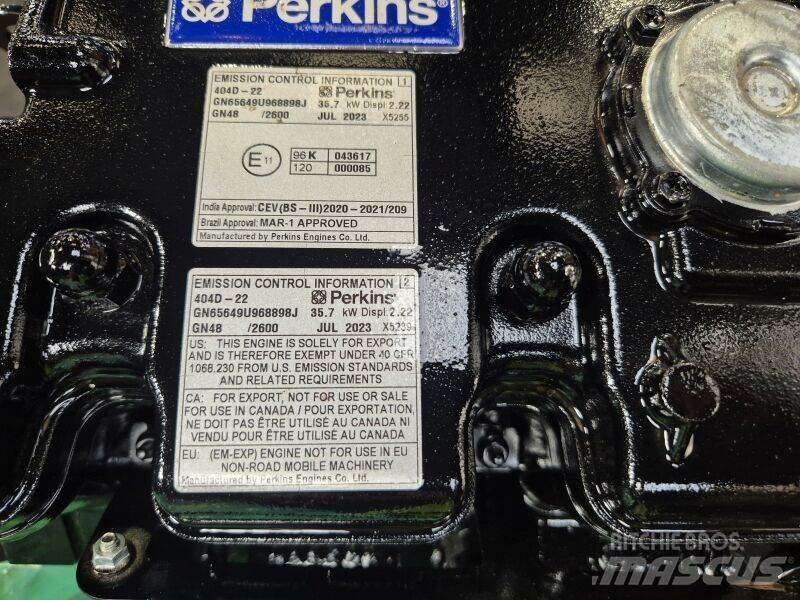 Perkins®
EMISSION CONTROL INFORMATION 1
404D-22 Perkins®
GN65649U968898J 35.7 kW Displ 2.22
GN48 /2600 JUL 2023 X5255
E11 96 K 043617
120 000085
India Approval: CEV(BS-III)2020-2021/209
Brazil Approval: MAR-1 APPROVED
Manufactured by Perkins Engines Co. Ltd.
EMISSION CONTROL INFORMATION 2
404D-22 Perkins®
GN65649U968898J 35.7 kW Displ 2.22
GN48 /2600 JUL 2023 X5239
US: THIS ENGINE IS SOLELY FOR EXPORT
AND IS THEREFORE EXEMPT UNDER 40 CFR
1068.230 FROM U.S. EMISSION STANDARDS
AND RELATED REQUIREMENTS
CA: FOR EXPORT, NOT FOR USE OR SALE
FOR USE IN CANADA / POUR EXPORTATION,
NE DOIT PAS ÊTRE UTILISÉ AU CANADA NI
VENDU POUR ÊTRE UTILISÉ AU CANADA
EU: (EM-EXP) ENGINE NOT FOR USE IN EU
NON-ROAD MOBILE MACHINERY
Manufactured by Perkins Engines Co. Ltd.
RITCHIE BROS.
MASCUS